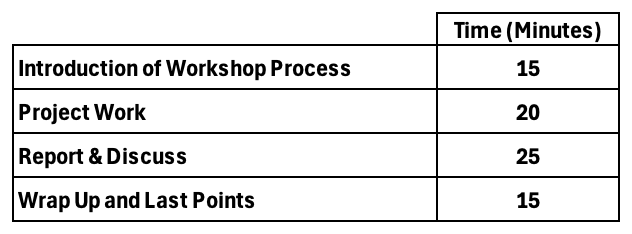 Time (Minutes)
Introduction of Workshop Process 15
Project Work 20
Report & Discuss 25
Wrap Up and Last Points 15